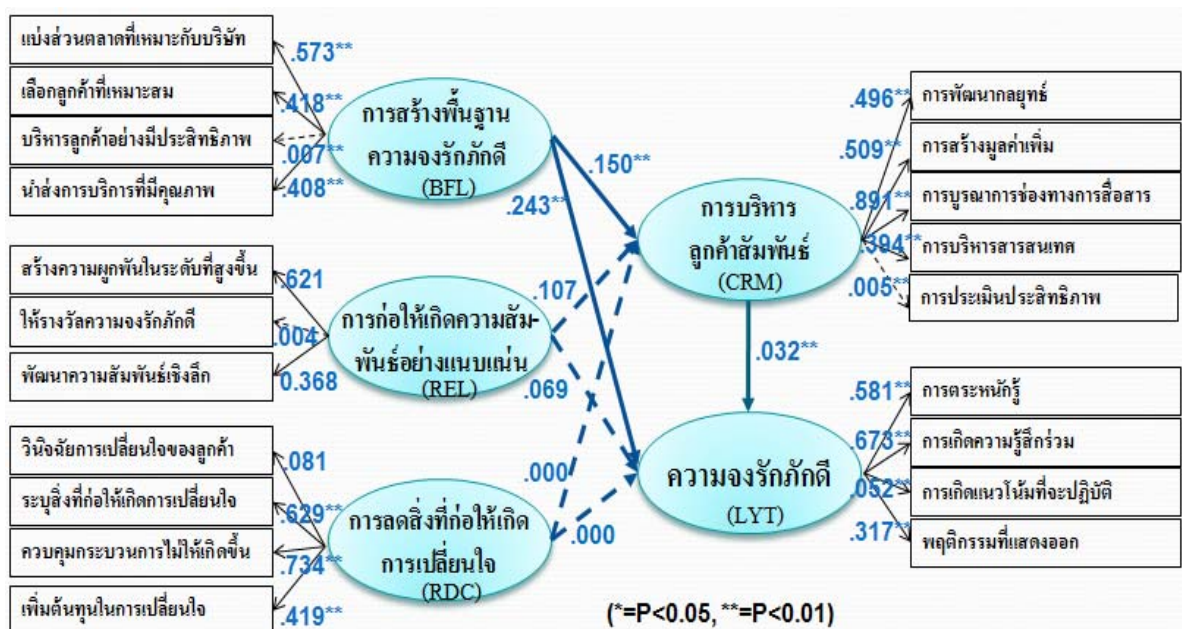 แบ่งส่วนตลาดที่เหมาะกับบริษัท
.573**
เลือกลูกค้าที่เหมาะสม
.418**
บริหารลูกค้าอย่างมีประสิทธิภาพ
.007**
นำส่งการบริการที่มีคุณภาพ
.408**
การสร้างพื้นฐาน
ความจงรักภักดี
(BFL)
.150**
.243**
สร้างความผูกพันในระดับที่สูงขึ้น
.621
ให้รางวัลความจงรักภักดี
.004
พัฒนาความสัมพันธ์เชิงลึก
0.368
การก่อให้เกิดความสัม-
พันธ์อย่างแนบแน่น
(REL)
.107
.069
วินิจฉัยการเปลี่ยนใจของลูกค้า
.081
ระบุสิ่งที่ก่อให้เกิดการเปลี่ยนใจ
.629**
ควบคุมกระบวนการไม่ให้เกิดขึ้น
.734**
เพิ่มต้นทุนในการเปลี่ยนใจ
.419**
การลดสิ่งที่ก่อให้เกิด
การเปลี่ยนใจ
(RDC)
.000
.000
การบริหาร
ลูกค้าสัมพันธ์
(CRM)
.496**
การพัฒนากลยุทธ์
.509**
การสร้างมูลค่าเพิ่ม
.891**
การบูรณาการช่องทางการสื่อสาร
.394**
การบริหารสารสนเทศ
.005**
การประเมินประสิทธิภาพ
.032**
ความจงรักภักดี
(LYT)
.581**
การตระหนักรู้
.673**
การเกิดความรู้สึกร่วม
.052**
การเกิดแนวโน้มที่จะปฏิบัติ
.317**
พฤติกรรมที่แสดงออก
(*=P<0.05, **=P<0.01)